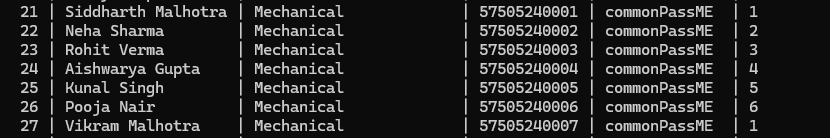 21 | Siddharth Malhotra | Mechanical | 57505240001 | commonPassME | 1
22 | Neha Sharma | Mechanical | 57505240002 | commonPassME | 2
23 | Rohit Verma | Mechanical | 57505240003 | commonPassME | 3
24 | Aishwarya Gupta | Mechanical | 57505240004 | commonPassME | 4
25 | Kunal Singh | Mechanical | 57505240005 | commonPassME | 5
26 | Pooja Nair | Mechanical | 57505240006 | commonPassME | 6
27 | Vikram Malhotra | Mechanical | 57505240007 | commonPassME | 1